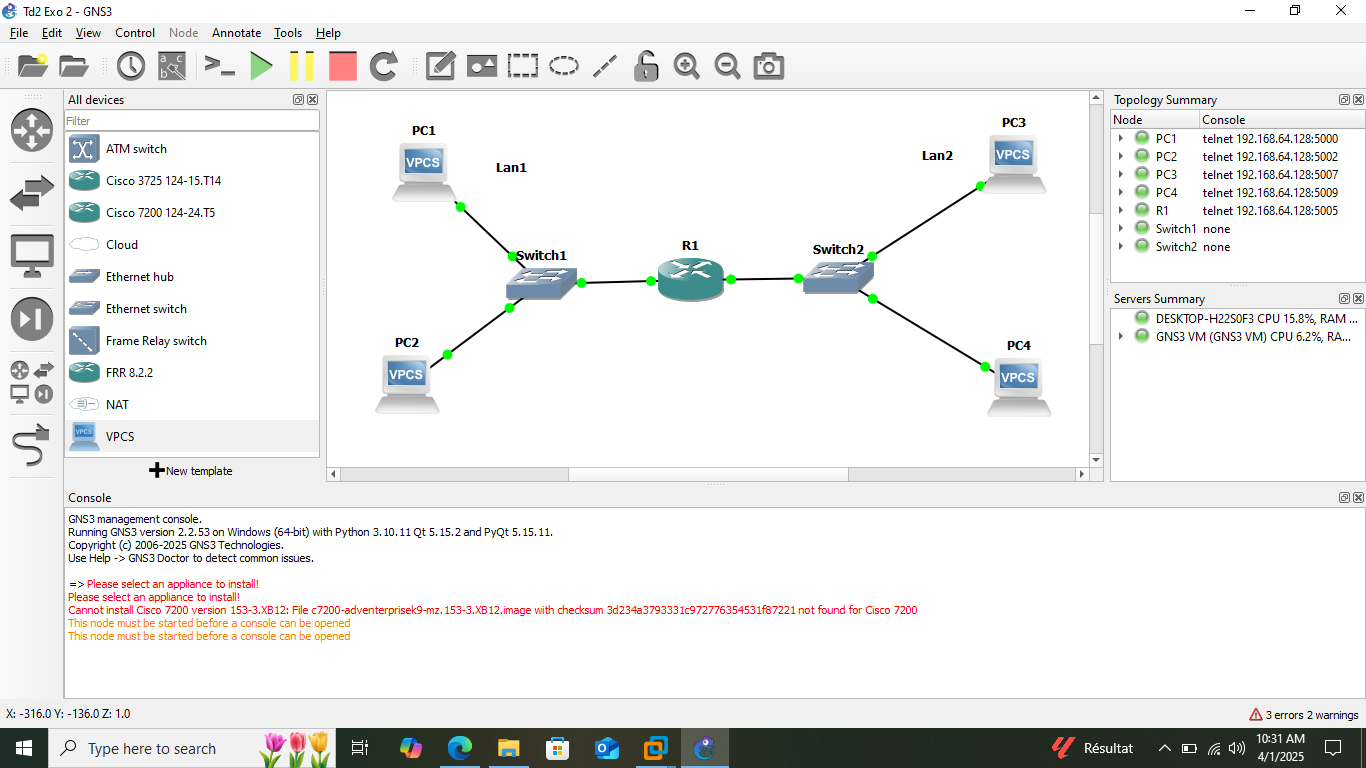 Td2 Exo 2 - GNS3
File Edit View Control Node Annotate Tools Help
All devices
Filter
ATM switch
Cisco 3725 124-15.T14
Cisco 7200 124-24.T5
Cloud
Ethernet hub
Ethernet switch
Frame Relay switch
FRR 8.2.2
NAT
VPCS
VPCS
New template
PC1
VPCS
Lan1
PC2
VPCS
Switch1
R1
Switch2
Lan2
PC3
VPCS
PC4
VPCS
Topology Summary
Node Console
PC1 telnet 192.168.64.128:5000
PC2 telnet 192.168.64.128:5002
PC3 telnet 192.168.64.128:5007
PC4 telnet 192.168.64.128:5009
R1 telnet 192.168.64.128:5005
Switch1 none
Switch2 none
Servers Summary
DESKTOP-H22S0F3 CPU 15.8%, RAM ...
GNS3 VM (GNS3 VM) CPU 6.2%, RA...
Console
GNS3 management console.
Running GNS3 version 2.2.53 on Windows (64-bit) with Python 3.10.11 Qt 5.15.2 and PyQt 5.15.11.
Copyright (c) 2006-2025 GNS3 Technologies.
Use Help -> GNS3 Doctor to detect common issues.
=> Please select an appliance to install!
Please select an appliance to install!
Cannot install Cisco 7200 version 153-3.XB12: File c7200-adventerprisek9-mz.153-3.XB12.image with checksum 3d234a3793331c972776354531f87221 not found for Cisco 7200
This node must be started before a console can be opened
This node must be started before a console can be opened
X: -316.0 Y: -136.0 Z: 1.0
3 errors 2 warnings
Type here to search
Résultat
10:31 AM
4/1/2025